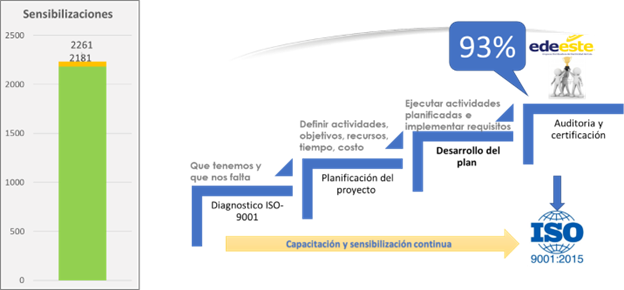 Sensibilizaciones
2500
2261
2181
2000
1500
1000
500
0
93%
edeeste
Ejecutar actividades
planificadas e
implementar requisitos
Auditoria y
certificación
Definir actividades,
objetivos, recursos,
tiempo, costo
Desarrollo del
plan
Que tenemos y
que nos falta
Planificación del
proyecto
Diagnostico ISO-
9001
Capacitación y sensibilización continua
ISO
9001:2015